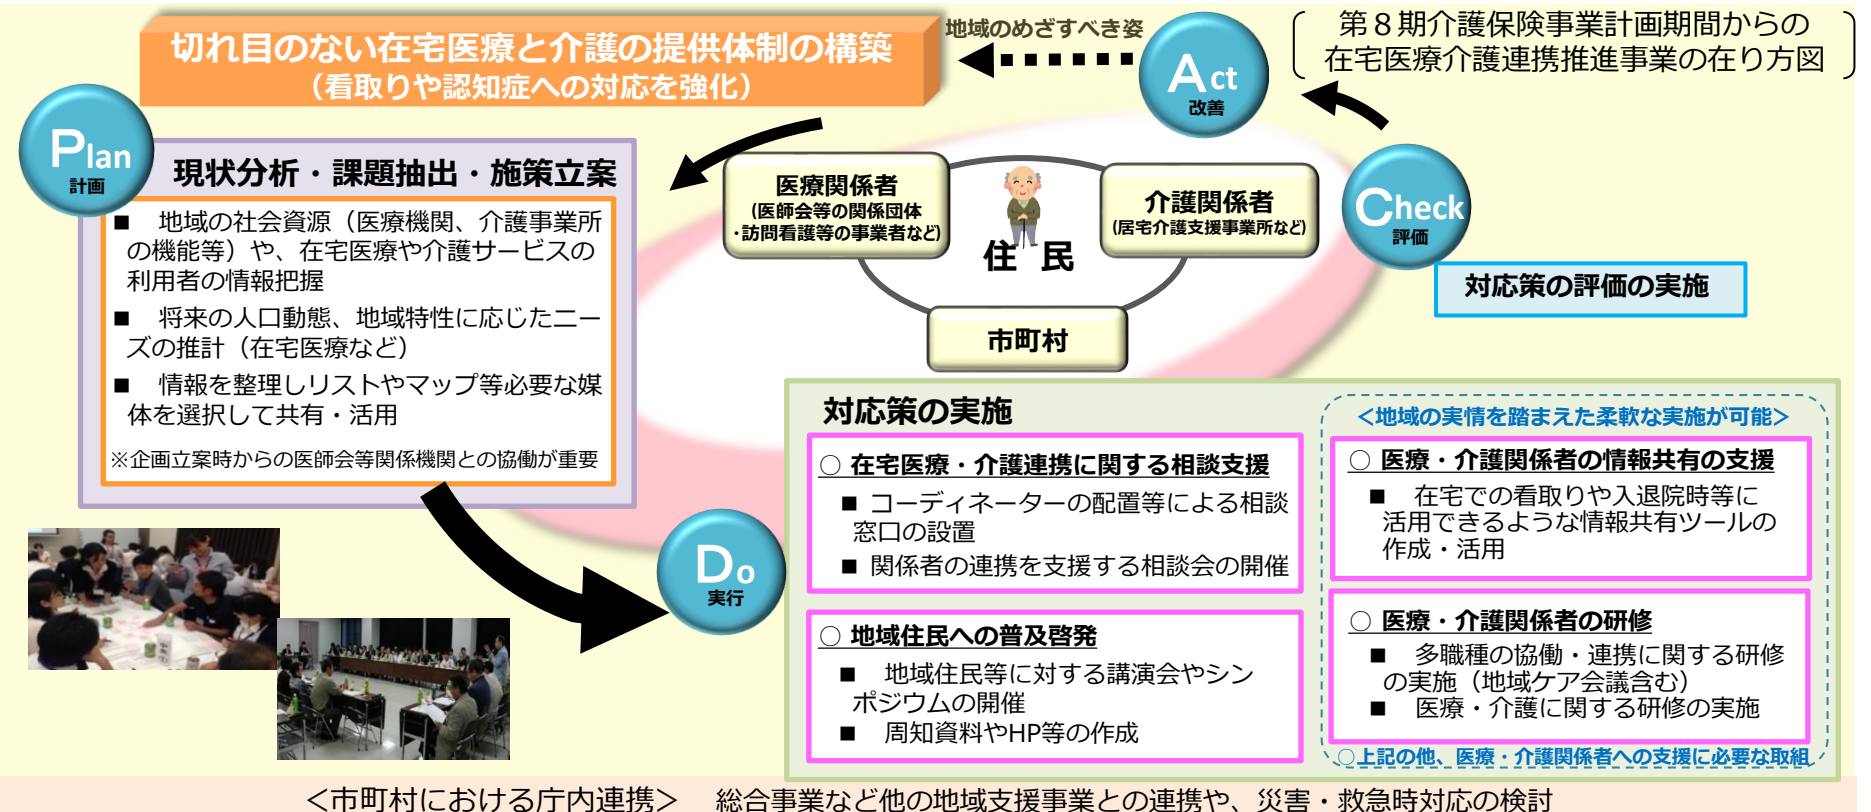 第８期介護保険事業計画期間からの
在宅医療介護連携推進事業の在り方図
地域のめざすべき姿
切れ目のない在宅医療と介護の提供体制の構築
（看取りや認知症への対応を強化）
Act
改善
Plan
計画
現状分析・課題抽出・施策立案
■　地域の社会資源（医療機関、介護事業所
の機能等）や、在宅医療や介護サービスの
利用者の情報把握
■　将来の人口動態、地域特性に応じたニー
ズの推計（在宅医療など）
■　情報を整理しリストやマップ等必要な媒
体を選択して共有・活用
※企画立案時からの医師会等関係機関との協働が重要
医療関係者
(医師会等の関係団体
・訪問看護等の事業者など)
住 民
介護関係者
(居宅介護支援事業所など)
市町村
Check
評価
対応策の評価の実施
Do
実行
対応策の実施
○ 在宅医療・介護連携に関する相談支援
■ コーディネーターの配置等による相談
窓口の設置
■ 関係者の連携を支援する相談会の開催
○ 地域住民への普及啓発
■　地域住民等に対する講演会やシン
ポジウムの開催
■　周知資料やHP等の作成
＜地域の実情を踏まえた柔軟な実施が可能＞
○ 医療・介護関係者の情報共有の支援
■　在宅での看取りや入退院時等に
活用できるような情報共有ツールの
作成・活用
○ 医療・介護関係者の研修
■　多職種の協働・連携に関する研修
の実施（地域ケア会議含む）
■　医療・介護に関する研修の実施
○上記の他、医療・介護関係者への支援に必要な取組
＜市町村における庁内連携＞　総合事業など他の地域支援事業との連携や、災害・救急時対応の検討